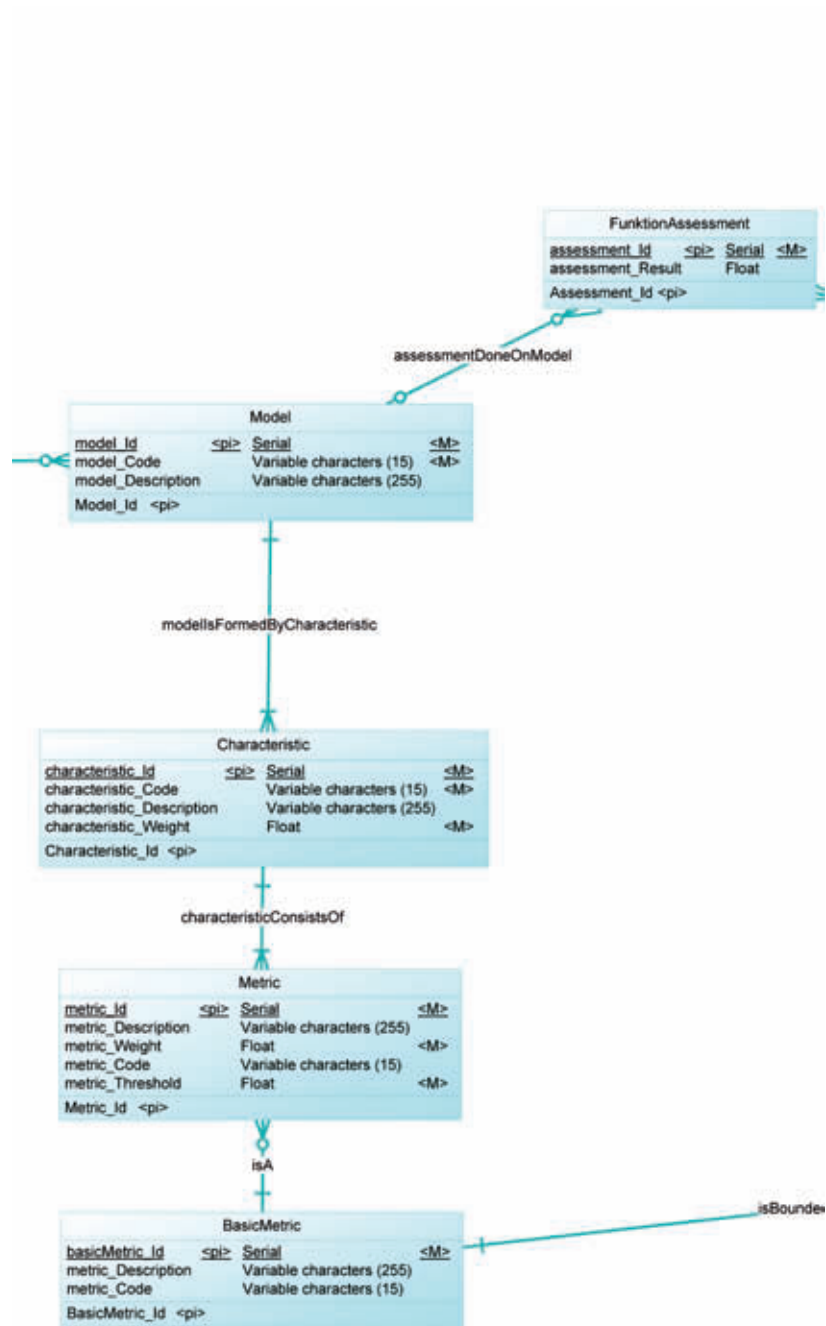 FunktionAssessment
assessment_Id <pi> Serial <M>
assessment_Result Float
Assessment_Id <pi>
assessmentDoneOnModel
Model
model_Id <pi> Serial <M>
model_Code Variable characters (15) <M>
model_Description Variable characters (255)
Model_Id <pi>
modelIsFormedByCharacteristic
Characteristic
characteristic_Id <pi> Serial <M>
characteristic_Code Variable characters (15) <M>
characteristic_Description Variable characters (255)
characteristic_Weight Float <M>
Characteristic_Id <pi>
characteristicConsistsOf
Metric
metric_Id <pi> Serial <M>
metric_Description Variable characters (255)
metric_Weight Float <M>
metric_Code Variable characters (15)
metric_Threshold Float <M>
Metric_Id <pi>
isA
isBounde
BasicMetric
basicMetric_Id <pi> Serial <M>
metric_Description Variable characters (255)
metric_Code Variable characters (15)
BasicMetric_Id <pi>